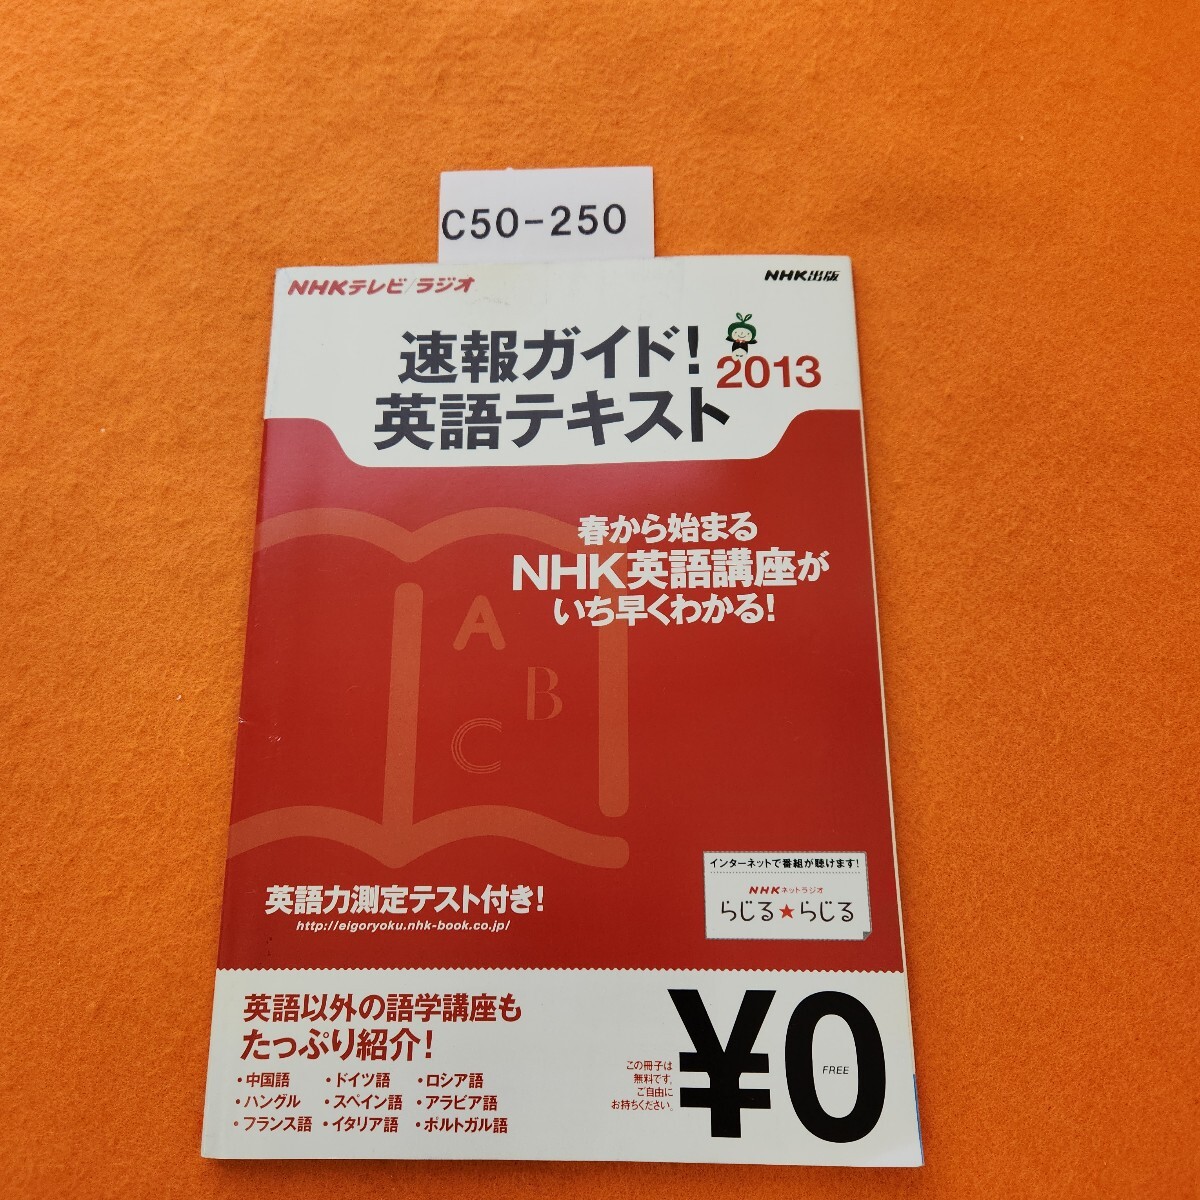 C50-250
NHKテレビ/ラジオ
NHK出版
速報ガイド!
英語テキスト
2013
春から始まる
NHK英語講座が
いち早くわかる!
A
B
C
インターネットで番組が聴けます!
NHKネットラジオ
らじる★らじる
英語力測定テスト付き!
http://eigoryoku.nhk-book.co.jp/
英語以外の語学講座も
たっぷり紹介!
・中国語 ・ドイツ語 ・ロシア語
・ハングル ・スペイン語 ・アラビア語
・フランス語 ・イタリア語 ・ポルトガル語
この冊子は
無料です。
ご自由に
お持ちください。
¥0
FREE